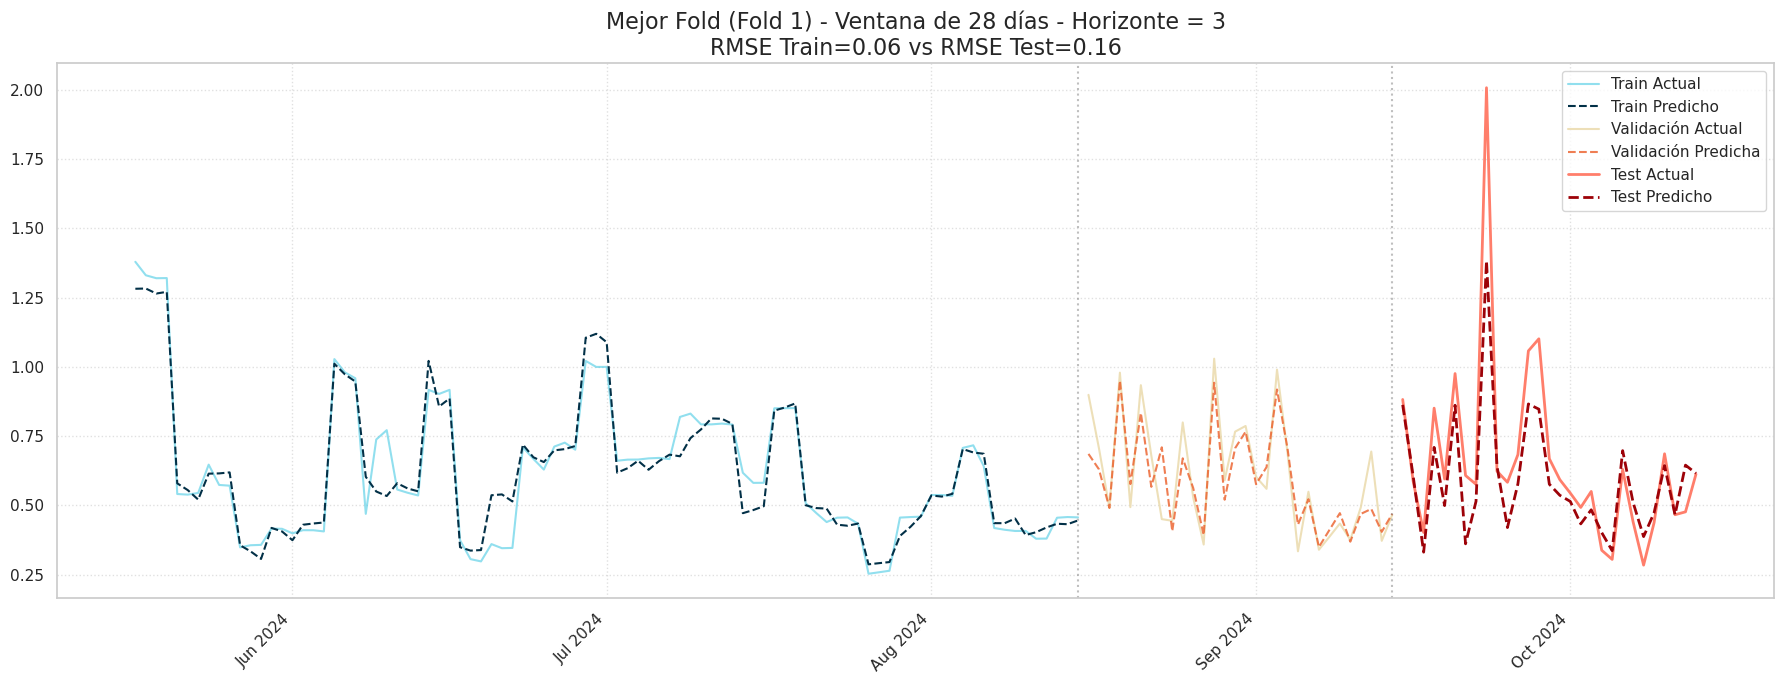 Mejor Fold (Fold 1) - Ventana de 28 días - Horizonte = 3
RMSE Train=0.06 vs RMSE Test=0.16
2.00
1.75
1.50
1.25
1.00
0.75
0.50
0.25
Train Actual
Train Predicho
Validación Actual
Validación Predicha
Test Actual
Test Predicho
Jun 2024
Jul 2024
Aug 2024
Sep 2024
Oct 2024